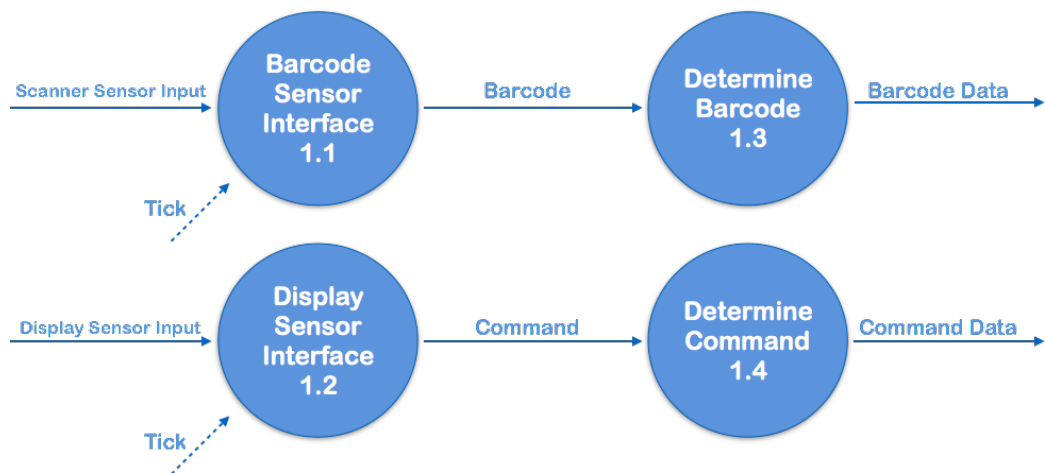 Scanner Sensor Input
Barcode
Sensor
Interface
1.1
Barcode
Determine
Barcode
1.3
Barcode Data
Tick
Display Sensor Input
Display
Sensor
Interface
1.2
Command
Determine
Command
1.4
Command Data
Tick